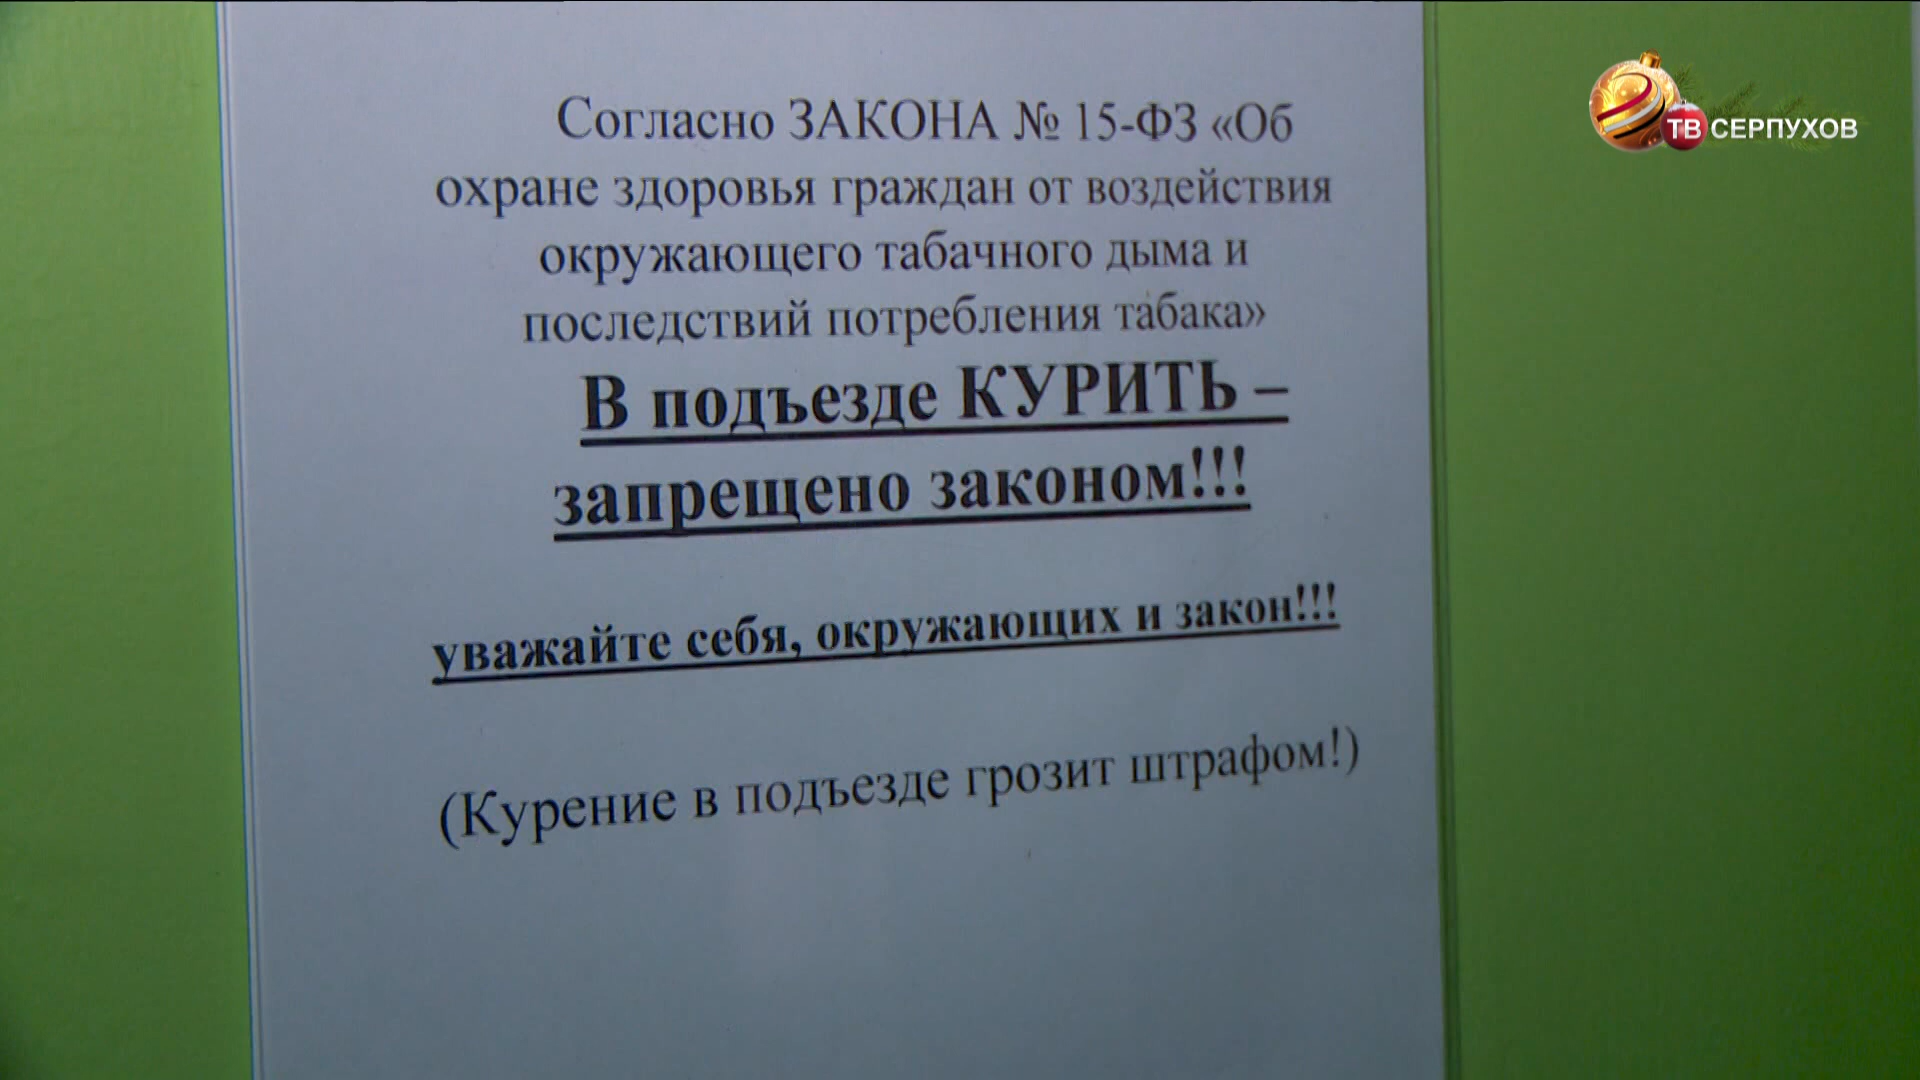 Согласно ЗАКОНА № 15-ФЗ «Об
охране здоровья граждан от воздействия
окружающего табачного дыма и
последствий потребления табака»
В подъезде КУРИТЬ –
запрещено законом!!!
уважайте себя, окружающих и закон!!!
(Курение в подъезде грозит штрафом!)
ТВ СЕРПУХОВ